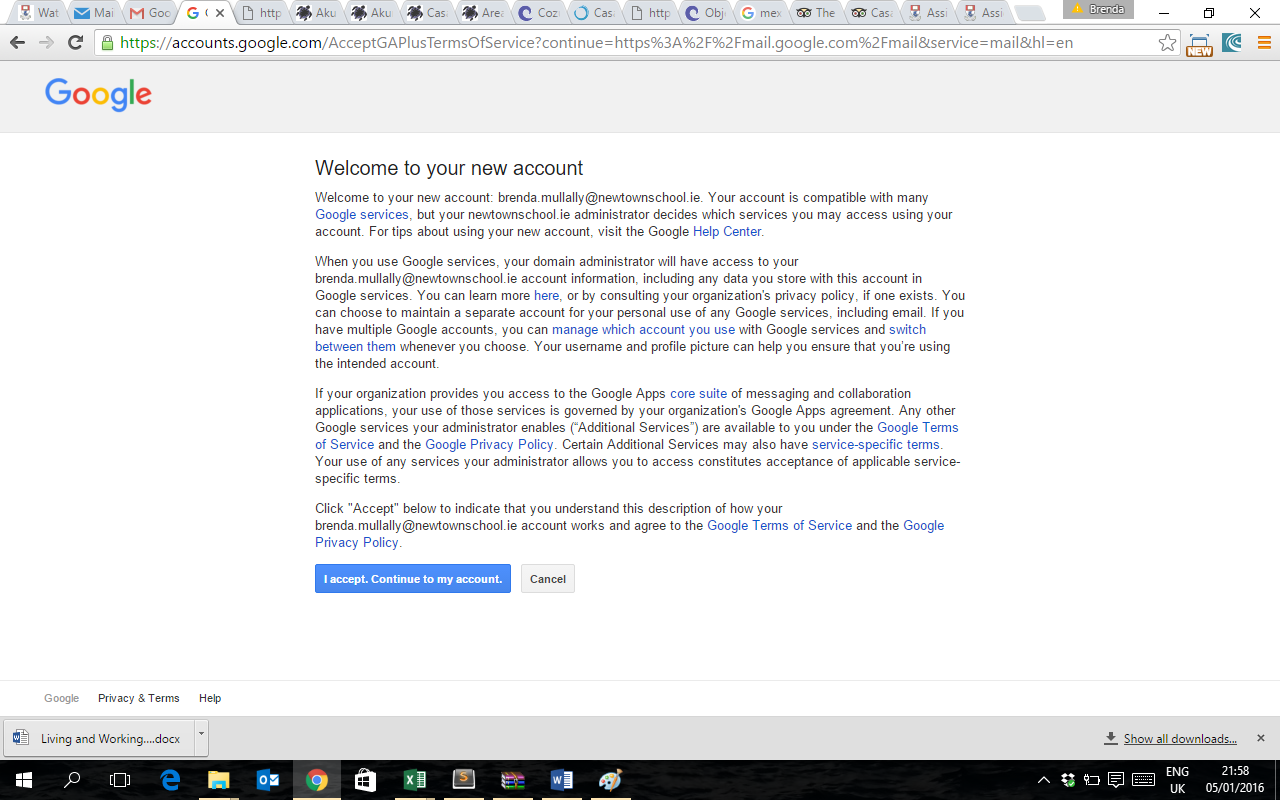 Wat Mai Goo G http Aku Aku Cas Area Coz Cas http Obj mex The Cas Assi Assi Brenda
https://accounts.google.com/AcceptGAPlusTermsOfService?continue=https%3A%2F%2Fmail.google.com%2Fmail&service=mail&hl=en
NEW
Google
Welcome to your new account
Welcome to your new account: brenda.mullally@newtownschool.ie. Your account is compatible with many
Google services, but your newtownschool.ie administrator decides which services you may access using your
account. For tips about using your new account, visit the Google Help Center.
When you use Google services, your domain administrator will have access to your
brenda.mullally@newtownschool.ie account information, including any data you store with this account in
Google services. You can learn more here, or by consulting your organization's privacy policy, if one exists. You
can choose to maintain a separate account for your personal use of any Google services, including email. If you
have multiple Google accounts, you can manage which account you use with Google services and switch
between them whenever you choose. Your username and profile picture can help you ensure that you're using
the intended account.
If your organization provides you access to the Google Apps core suite of messaging and collaboration
applications, your use of those services is governed by your organization's Google Apps agreement. Any other
Google services your administrator enables (“Additional Services”) are available to you under the Google Terms
of Service and the Google Privacy Policy. Certain Additional Services may also have service-specific terms.
Your use of any services your administrator allows you to access constitutes acceptance of applicable service-
specific terms.
Click "Accept" below to indicate that you understand this description of how your
brenda.mullally@newtownschool.ie account works and agree to the Google Terms of Service and the Google
Privacy Policy.
I accept. Continue to my account. Cancel
Google Privacy & Terms Help
Living and Working....docx Show all downloads...
ENG 21:58
UK 05/01/2016